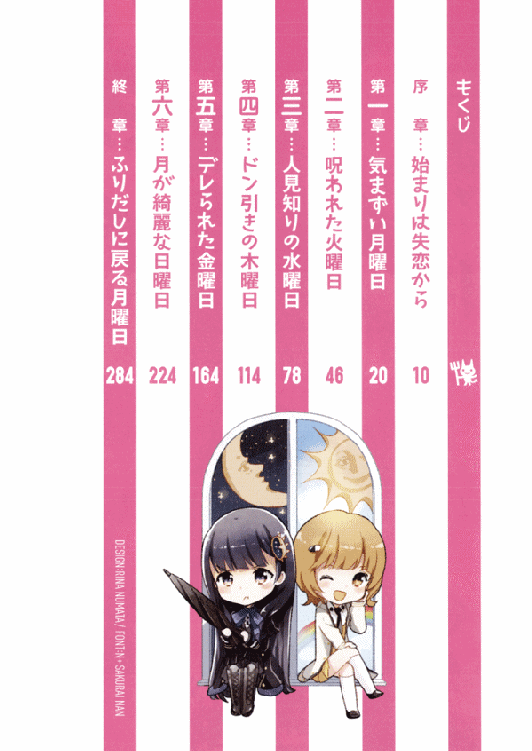 もくじ
序　章…始まりは失恋から
10
第一章…気まずい月曜日
20
第二章…呪われた火曜日
46
第三章…人見知りの水曜日
78
第四章…ドン引きの木曜日
114
第五章…デレられた金曜日
164
第六章…月が綺麗な日曜日
224
終　章…ふりだしに戻る月曜日
284
DESIGN:RINA NUMATA / FONT:N+SAKURAI NAN